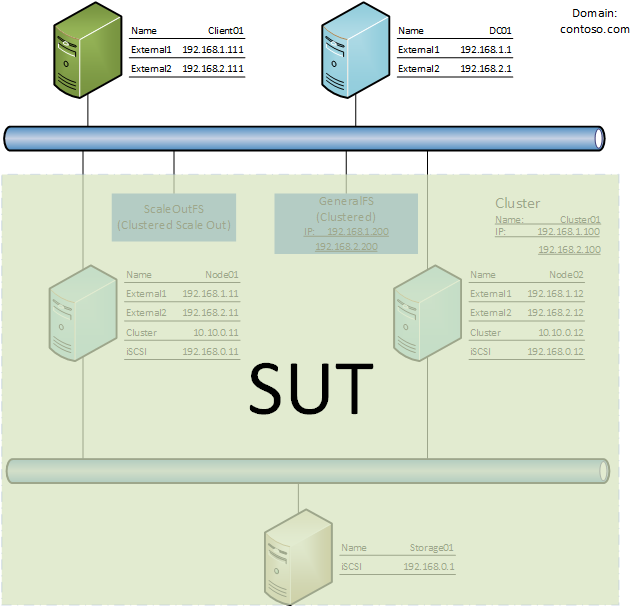 Domain:
contoso.com
Name Client01
External1 192.168.1.111
External2 192.168.2.111
Name DC01
External1 192.168.1.1
External2 192.168.2.1
ScaleOutFS
(Clustered Scale Out)
GeneralFS
(Clustered)
IP: 192.168.1.200
192.168.2.200
Cluster
Name: Cluster01
IP: 192.168.1.100
192.168.2.100
Name Node01
External1 192.168.1.11
External2 192.168.2.11
Cluster 10.10.0.11
iSCSI 192.168.0.11
Name Node02
External1 192.168.1.12
External2 192.168.2.12
Cluster 10.10.0.12
iSCSI 192.168.0.12
SUT
Name Storage01
iSCSI 192.168.0.1